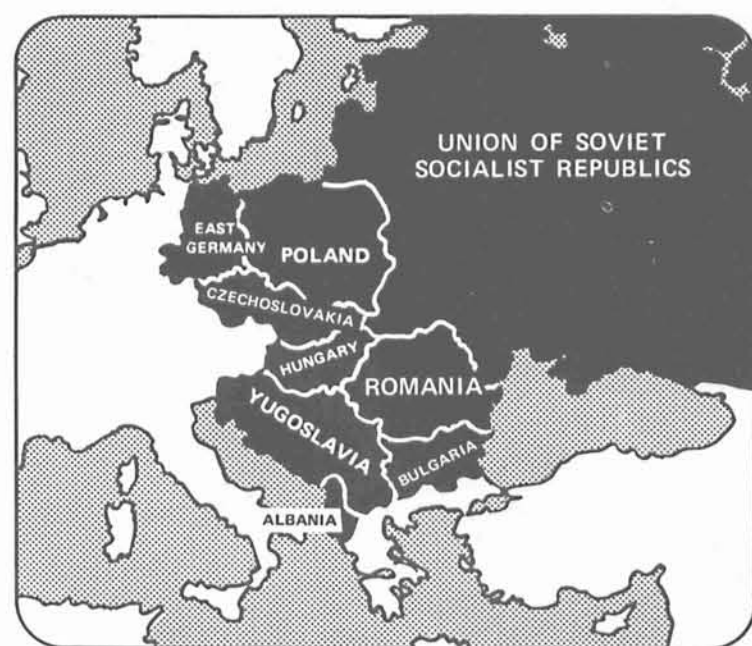 UNION OF SOVIET
SOCIALIST REPUBLICS
EAST
GERMANY
POLAND
CZECHOSLOVAKIA
HUNGARY
ROMANIA
YUGOSLAVIA
BULGARIA
ALBANIA